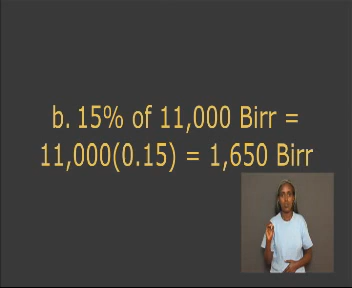 b. 15% of 11,000 Birr =
11,000(0.15) = 1,650 Birr